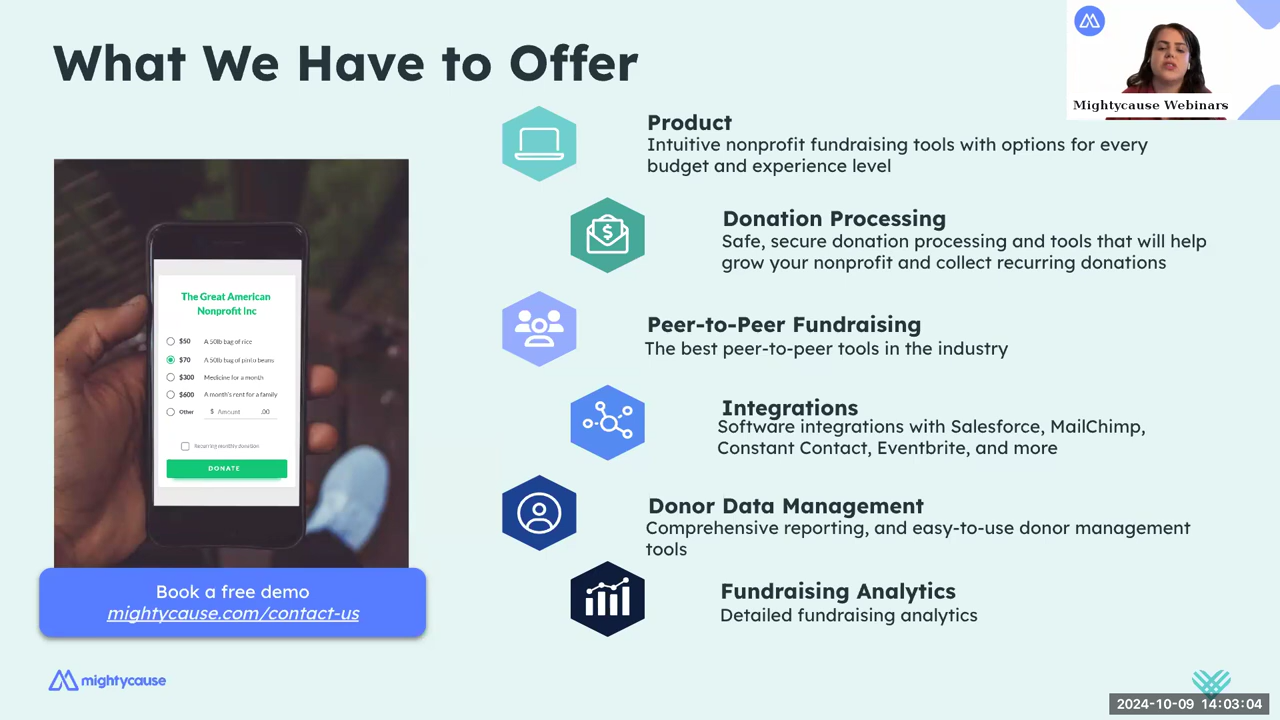 What We Have to Offer
Mightycause Webinars
Product
Intuitive nonprofit fundraising tools with options for every
budget and experience level
Donation Processing
Safe, secure donation processing and tools that will help
grow your nonprofit and collect recurring donations
Peer-to-Peer Fundraising
The best peer-to-peer tools in the industry
Integrations
Software integrations with Salesforce, MailChimp,
Constant Contact, Eventbrite, and more
Donor Data Management
Comprehensive reporting, and easy-to-use donor management
tools
Fundraising Analytics
Detailed fundraising analytics
The Great American
Nonprofit Inc
$50 A 50lb bag of rice
$70 A 50lb bag of pinto beans
$300 Medicine for a month
$600 A month's rent for a family
Other $ Amount .00
Recurring monthly donation
DONATE
Book a free demo
mightycause.com/contact-us
mightycause
2024-10-09 14:03:04